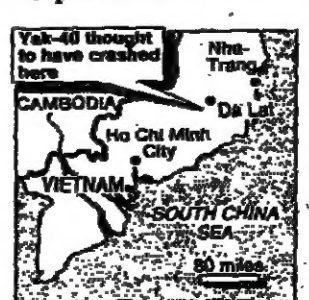 Yak-40 thought
to have crashed
here
Nha-
Trang
CAMBODIA
Da Lat
Ho Chi Minh
City
VIETNAM
SOUTH CHINA
SEA
80 miles